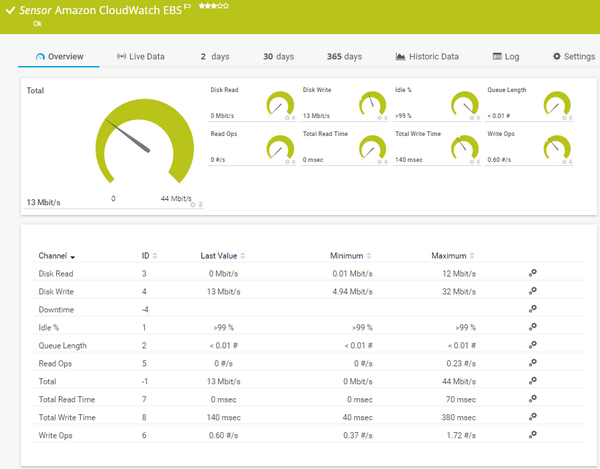 Sensor Amazon CloudWatch EBS
Ok
Overview Live Data 2 days 30 days 365 days Historic Data Log Settings
Total
0
44 Mbit/s
13 Mbit/s
Disk Read Disk Write Idle % Queue Length
0 Mbit/s 13 Mbit/s >99 % < 0.01 #
Read Ops Total Read Time Total Write Time Write Ops
0 #/s 0 msec 140 msec 0.60 #/s
Channel ID Last Value Minimum Maximum
Disk Read 3 0 Mbit/s 0.01 Mbit/s 12 Mbit/s
Disk Write 4 13 Mbit/s 4.94 Mbit/s 32 Mbit/s
Downtime -4
Idle % 1 >99 % >99 % >99 %
Queue Length 2 < 0.01 # < 0.01 # < 0.01 #
Read Ops 5 0 #/s 0 #/s 0.23 #/s
Total -1 13 Mbit/s 0 Mbit/s 44 Mbit/s
Total Read Time 7 0 msec 0 msec 70 msec
Total Write Time 8 140 msec 40 msec 380 msec
Write Ops 6 0.60 #/s 0.37 #/s 1.72 #/s